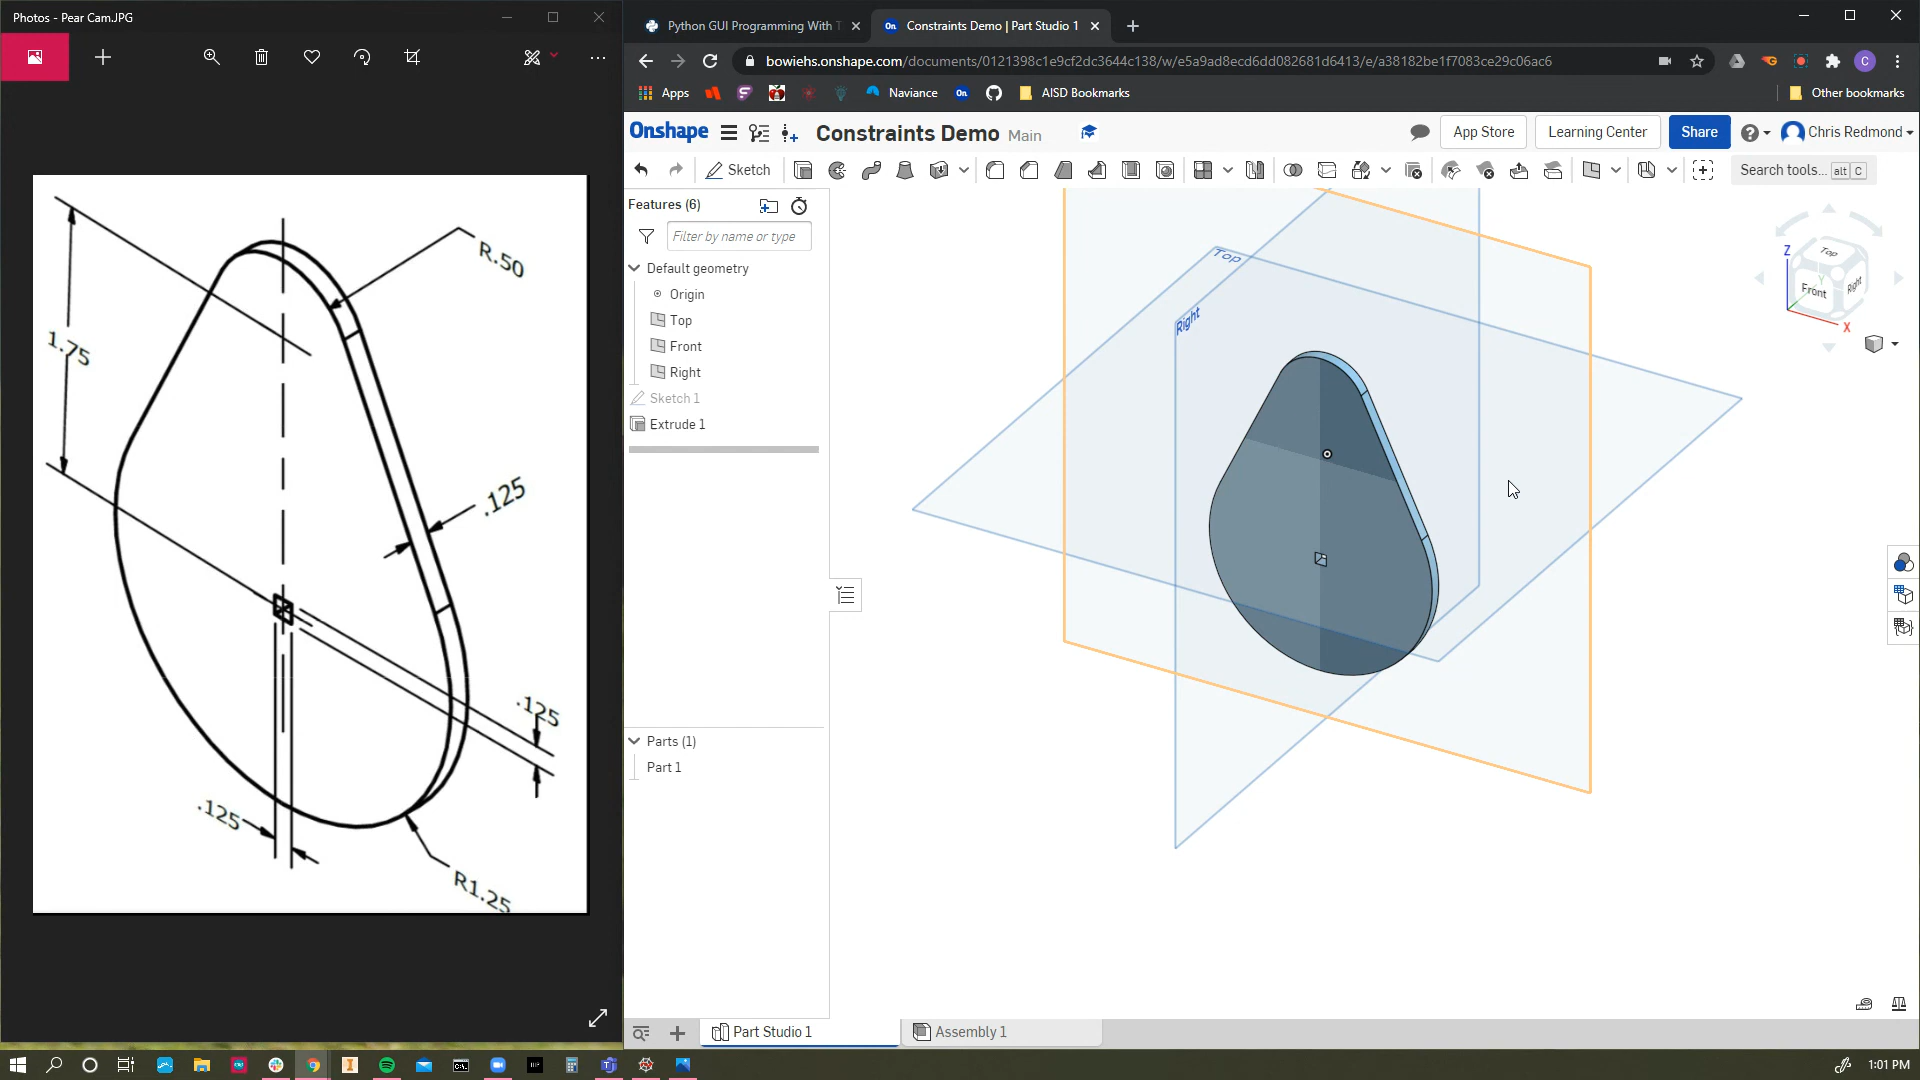 Photos - Pear Cam.JPG
R.50
1.75
.125
.125
.125
R1.25
Python GUI Programming With T
Constraints Demo | Part Studio 1
bowiehs.onshape.com/documents/0121398c1e9cf2dc3644c138/w/e5a9ad8ecd6dd082681d6413/e/a38182be1f7083ce29c06ac6
C
Apps
Naviance
On
AISD Bookmarks
Other bookmarks
Onshape
Constraints Demo Main
App Store
Learning Center
Share
Chris Redmond
Sketch
Search tools... alt C
Features (6)
Filter by name or type
Default geometry
Origin
Top
Front
Right
Sketch 1
Extrude 1
Top
Right
Z
Top
Front
Right
Y
X
Parts (1)
Part 1
Part Studio 1
Assembly 1
1:01 PM